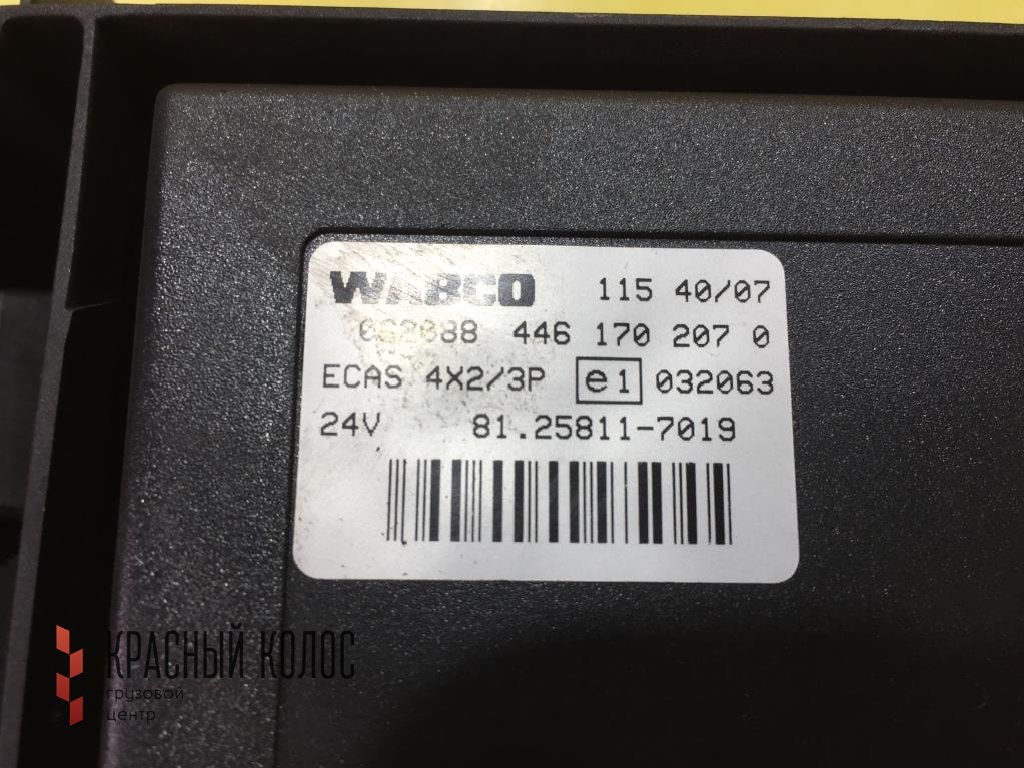 WABCO 115 40/07
062088 446 170 207 0
ECAS 4X2/3P e1 032063
24V 81.25811-7019
КРАСНЫЙ КОЛОС
грузовой
центр